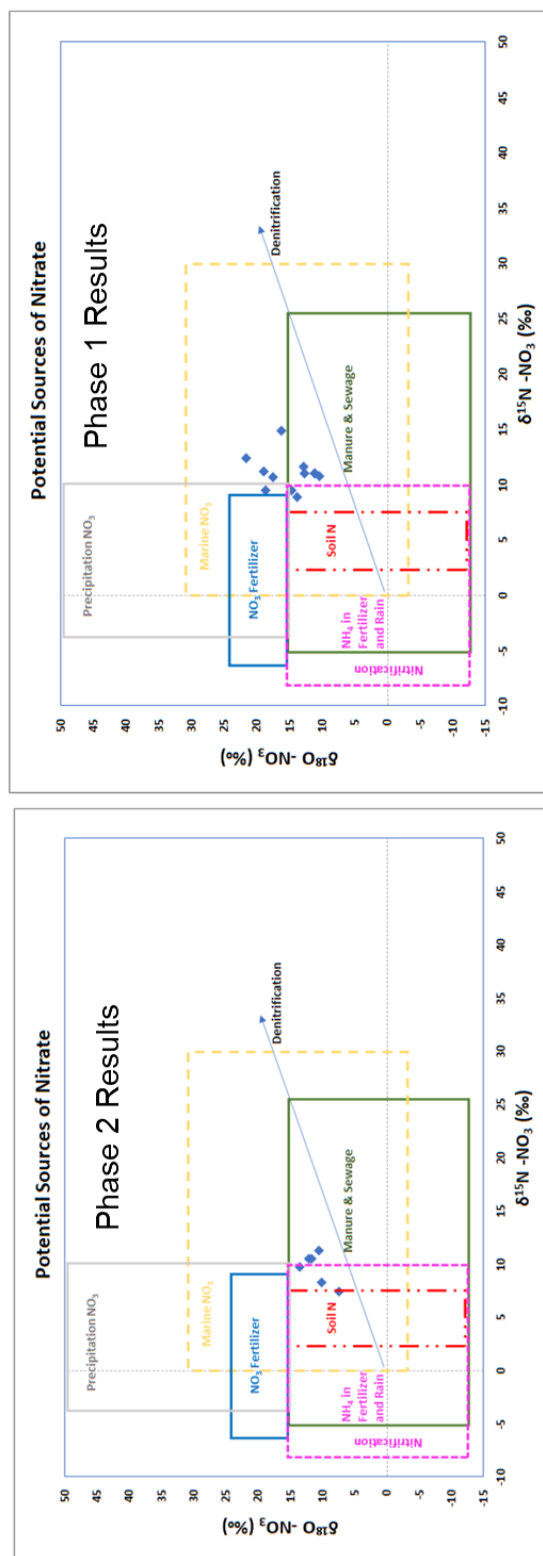 Potential Sources of Nitrate
Phase 2 Results
50
45
40
35
30
25
20
15
10
5
0
-5
-10
-15
δ¹⁸O- NO₃ (‰)
Precipitation NO₃
Marine NO₃
NO₃ Fertilizer
Denitrification
NH₄ in
Fertilizer
and Rain
Soil N
Manure & Sewage
Nitrification
-10
-5
0
5
10
15
20
25
30
35
40
45
50
δ¹⁵N -NO₃ (‰)
Potential Sources of Nitrate
Phase 1 Results
50
45
40
35
30
25
20
15
10
5
0
-5
-10
-15
δ¹⁸O- NO₃ (‰)
Precipitation NO₃
Marine NO₃
NO₃ Fertilizer
Denitrification
NH₄ in
Fertilizer
and Rain
Soil N
Manure & Sewage
Nitrification
-10
-5
0
5
10
15
20
25
30
35
40
45
50
δ¹⁵N -NO₃ (‰)